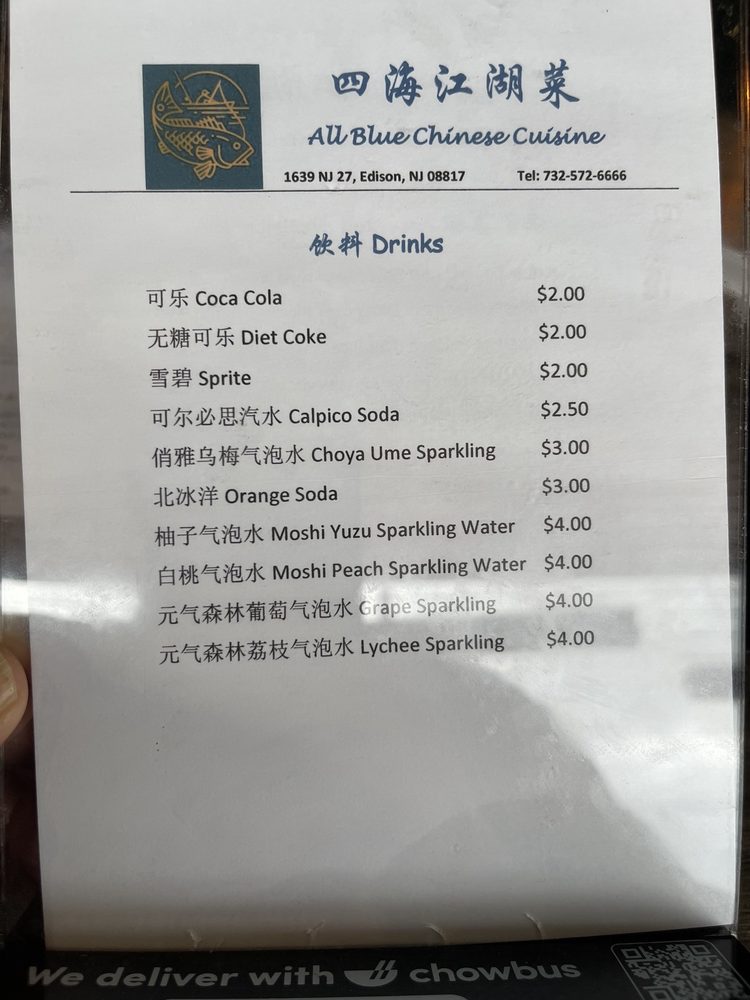 四海江湖菜
All Blue Chinese Cuisine
1639 NJ 27, Edison, NJ 08817 Tel: 732-572-6666
饮料 Drinks
可乐 Coca Cola $2.00
无糖可乐 Diet Coke $2.00
雪碧 Sprite $2.00
可尔必思汽水 Calpico Soda $2.50
俏雅乌梅气泡水 Choya Ume Sparkling $3.00
北冰洋 Orange Soda $3.00
柚子气泡水 Moshi Yuzu Sparkling Water $4.00
白桃气泡水 Moshi Peach Sparkling Water $4.00
元气森林葡萄气泡水 Grape Sparkling $4.00
元气森林荔枝气泡水 Lychee Sparkling $4.00
We deliver with chowbus